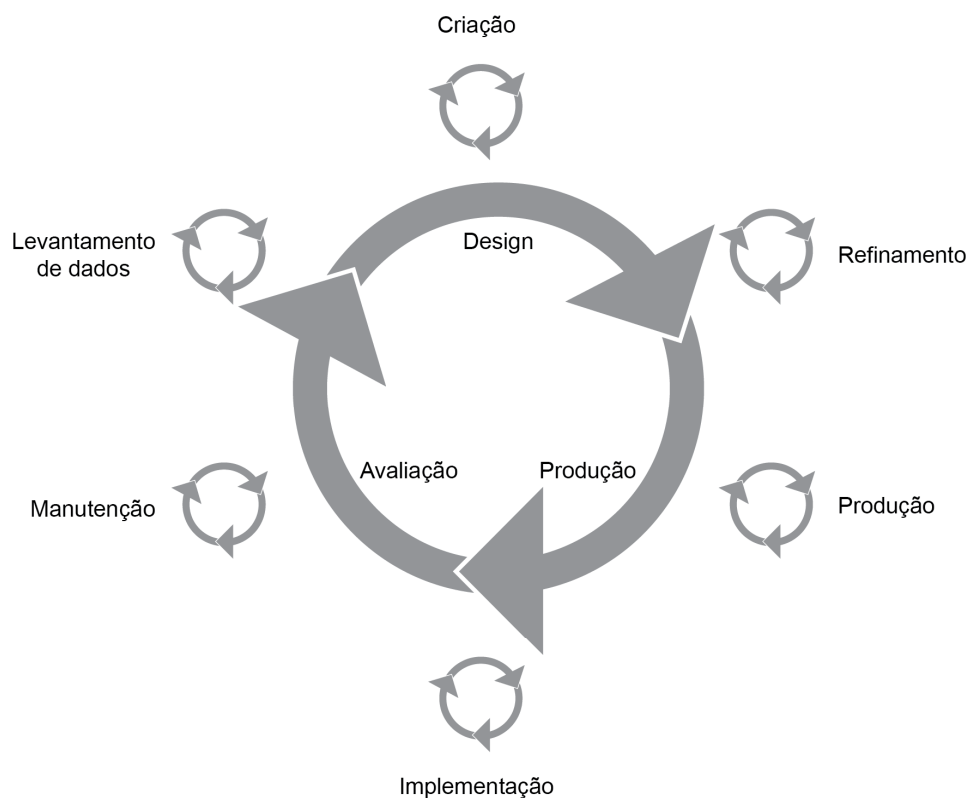 Criação
Levantamento
de dados
Design
Refinamento
Avaliação
Produção
Manutenção
Produção
Implementação